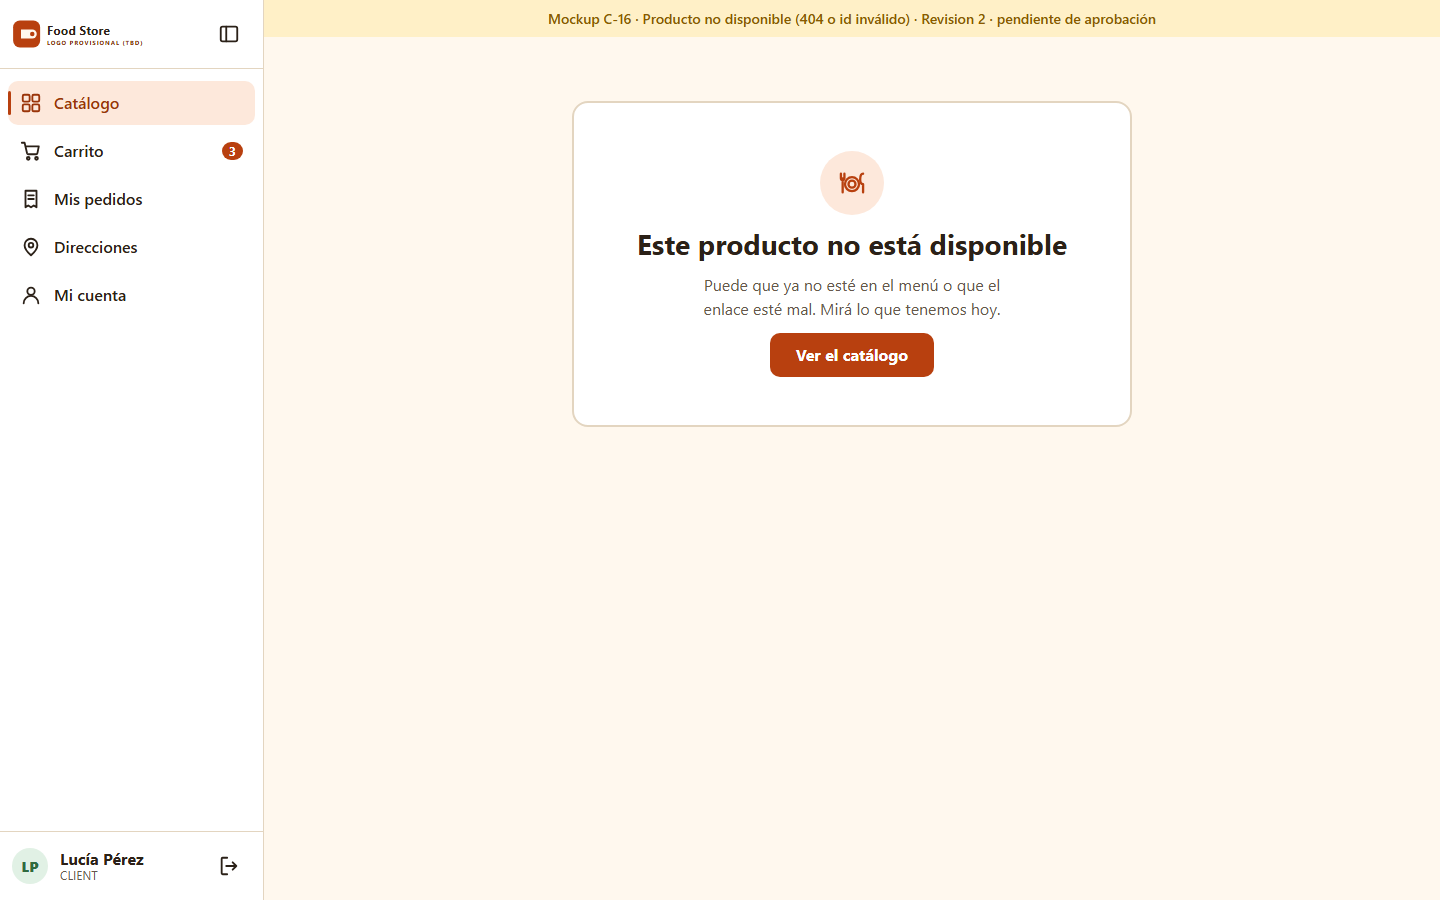 Food Store
LOGO PROVISIONAL (TBD)
Catálogo
Carrito
3
Mis pedidos
Direcciones
Mi cuenta
LP
Lucía Pérez
CLIENT
Mockup C-16 · Producto no disponible (404 o id inválido) · Revision 2 · pendiente de aprobación
Este producto no está disponible
Puede que ya no esté en el menú o que el
enlace esté mal. Mirá lo que tenemos hoy.
Ver el catálogo